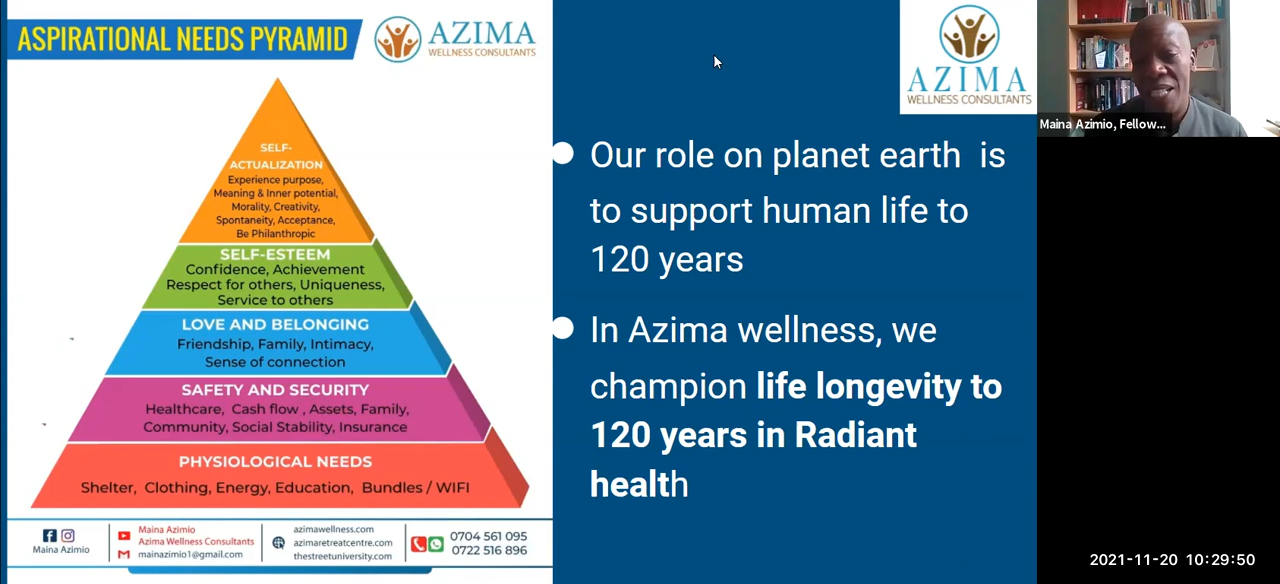 ASPIRATIONAL NEEDS PYRAMID
AZIMA
WELLNESS CONSULTANTS
SELF-
ACTUALIZATION
Experience purpose,
Meaning & Inner potential,
Morality, Creativity,
Spontaneity, Acceptance,
Be Philanthropic
SELF-ESTEEM
Confidence, Achievement
Respect for others, Uniqueness,
Service to others
LOVE AND BELONGING
Friendship, Family, Intimacy,
Sense of connection
SAFETY AND SECURITY
Healthcare, Cash flow , Assets, Family,
Community, Social Stability, Insurance
PHYSIOLOGICAL NEEDS
Shelter, Clothing, Energy, Education, Bundles / WIFI
Maina Azimio
Maina Azimio
Azima Wellness Consultants
mainazimio1@gmail.com
azimawellness.com
azimaretreatcentre.com
thestreetuniversity.com
0704 561 095
0722 516 896
AZIMA
WELLNESS CONSULTANTS
Our role on planet earth is
to support human life to
120 years
In Azima wellness, we
champion life longevity to
120 years in Radiant
health
Maina Azimio, Fellow...
2021-11-20 10:29:50